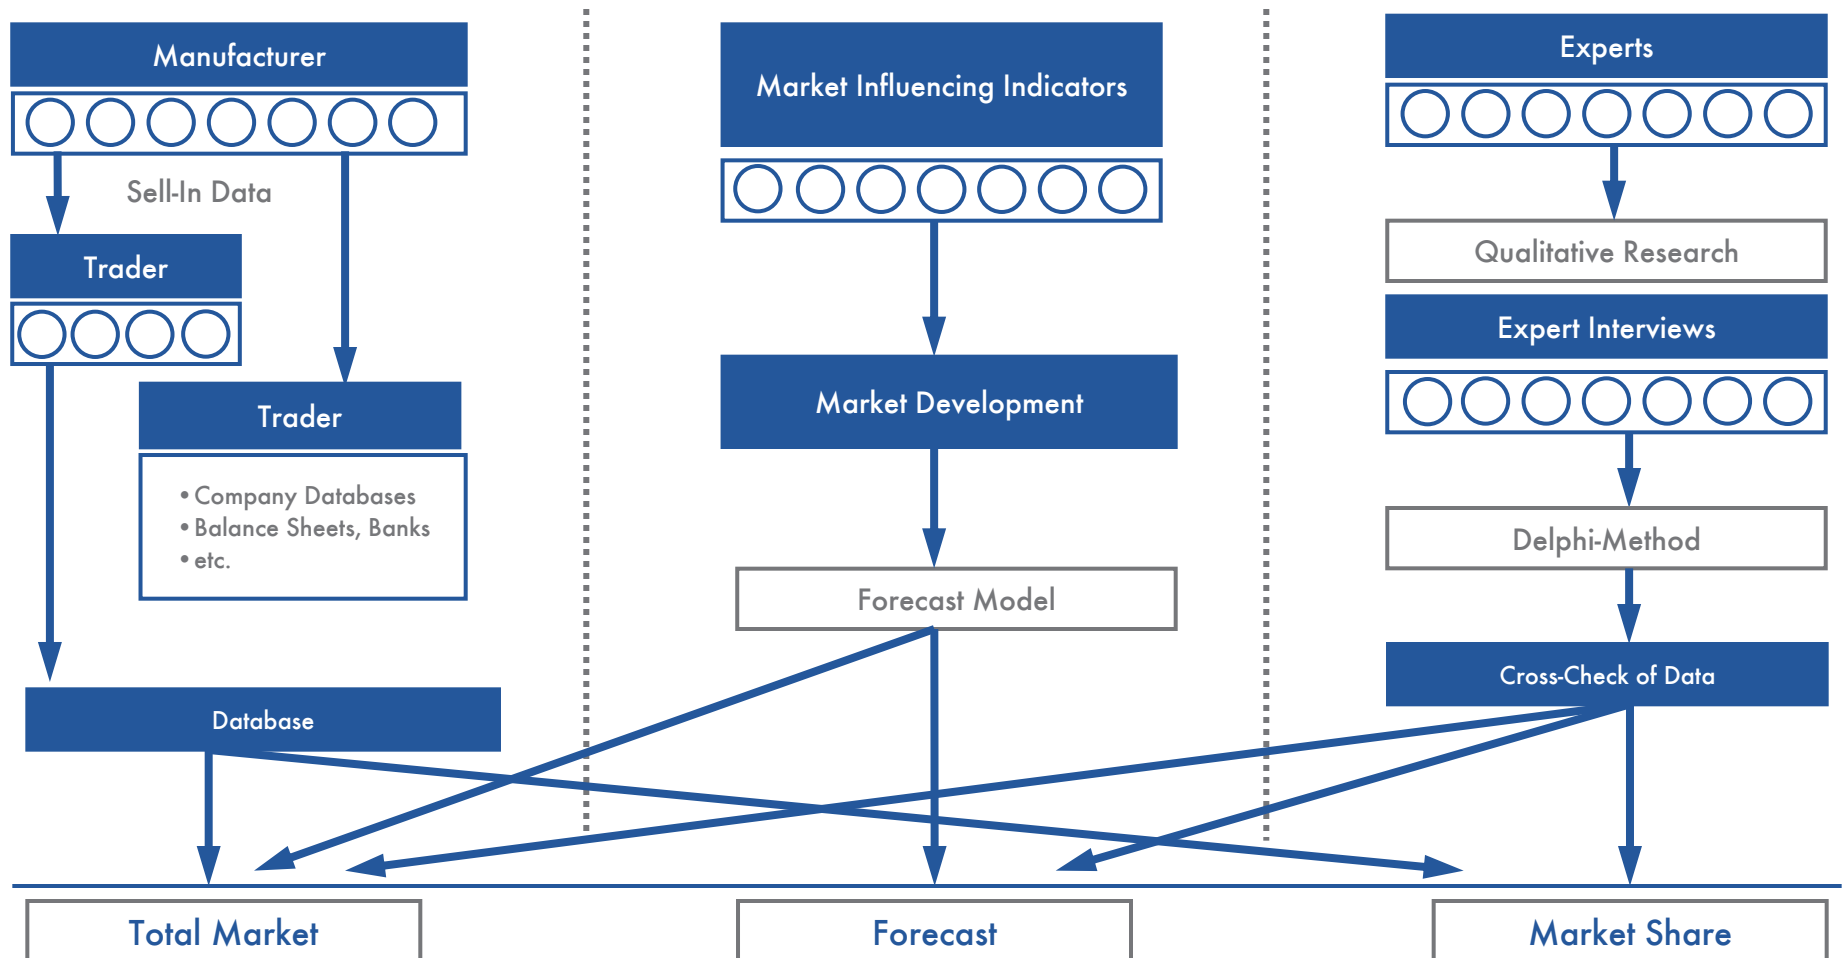 Manufacturer
Sell-In Data
Trader
Trader
• Company Databases
• Balance Sheets, Banks
• etc.
Database
Market Influencing Indicators
Market Development
Forecast Model
Experts
Qualitative Research
Expert Interviews
Delphi-Method
Cross-Check of Data
Total Market
Forecast
Market Share